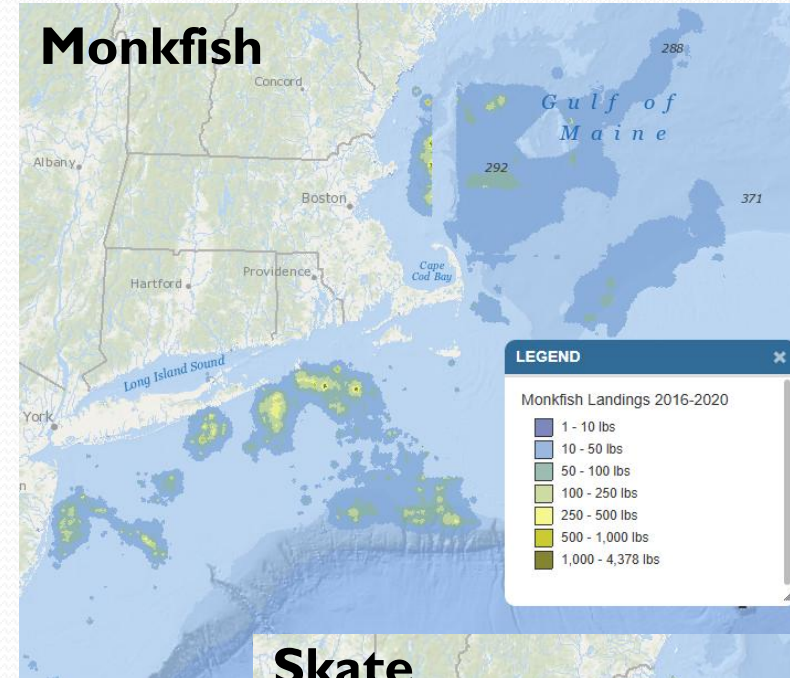 Monkfish
288
Concord
Gulf of
Maine
Albany
292
Boston
371
Cape
Cod Bay
Providence
Hartford
LEGEND
Long Island Sound
Monkfish Landings 2016-2020
1 - 10 lbs
York
10 - 50 lbs
50 - 100 lbs
n
100 - 250 lbs
250 - 500 lbs
500 - 1,000 lbs
1,000 - 4,378 lbs
Skate